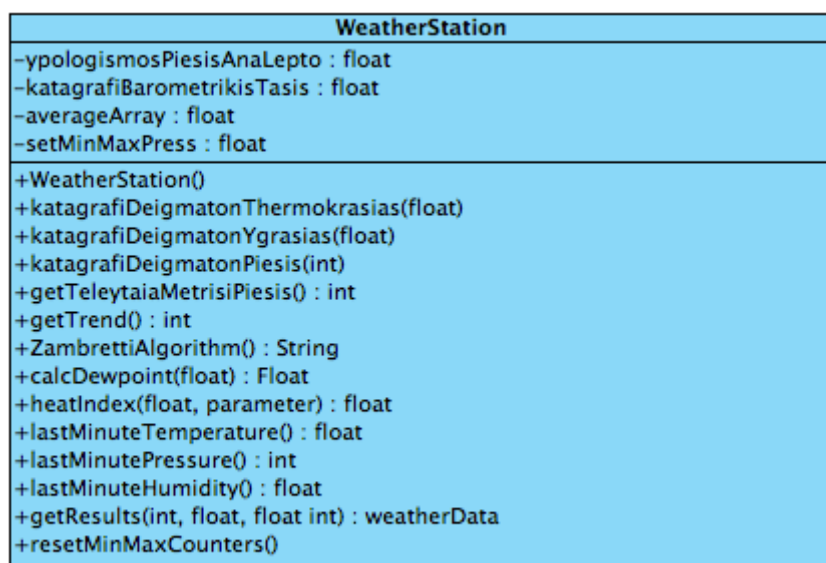 WeatherStation
-ypologismosPiesisAnaLepto : float
-katagrafiBarometrikisTasis : float
-averageArray : float
-setMinMaxPress : float
+WeatherStation()
+katagrafiDeigmatonThermokrasias(float)
+katagrafiDeigmatonYgrasias(float)
+katagrafiDeigmatonPiesis(int)
+getTeleytaiaMetrisiPiesis() : int
+getTrend() : int
+ZambrettiAlgorithm() : String
+calcDewpoint(float) : Float
+heatIndex(float, parameter) : float
+lastMinuteTemperature() : float
+lastMinutePressure() : int
+lastMinuteHumidity() : float
+getResults(int, float, float int) : weatherData
+resetMinMaxCounters()